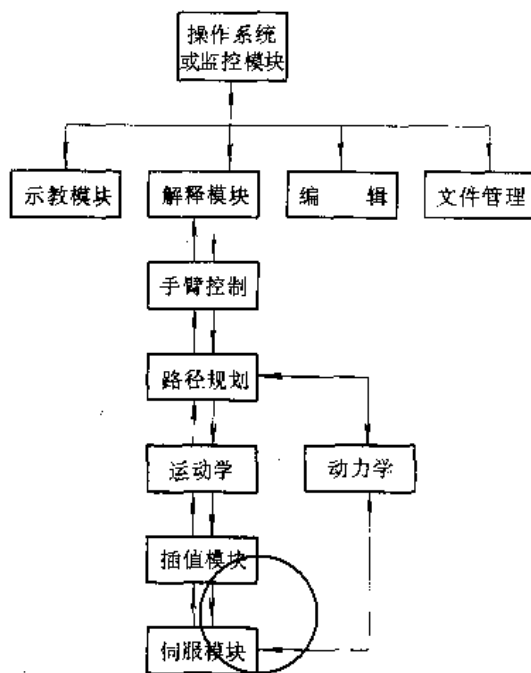 操作系统
或监控模块
示教模块
解释模块
编 辑
文件管理
手臂控制
路径规划
运动学
动力学
插值模块
伺服模块